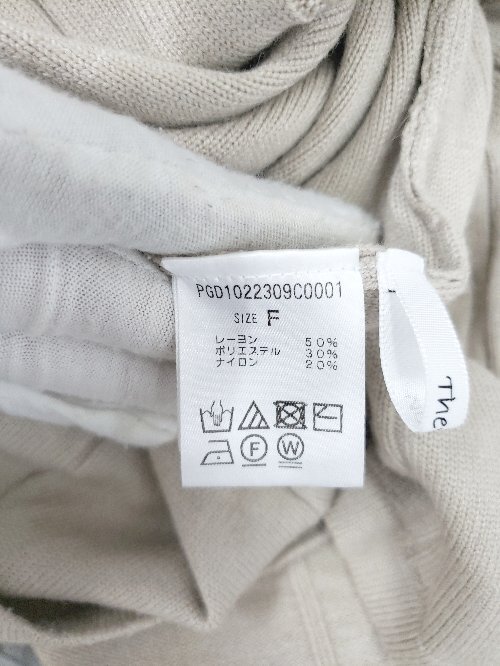 PGD1022309C0001
SIZE F
レーヨン 50%
ポリエステル 30%
ナイロン 20%
F W
The